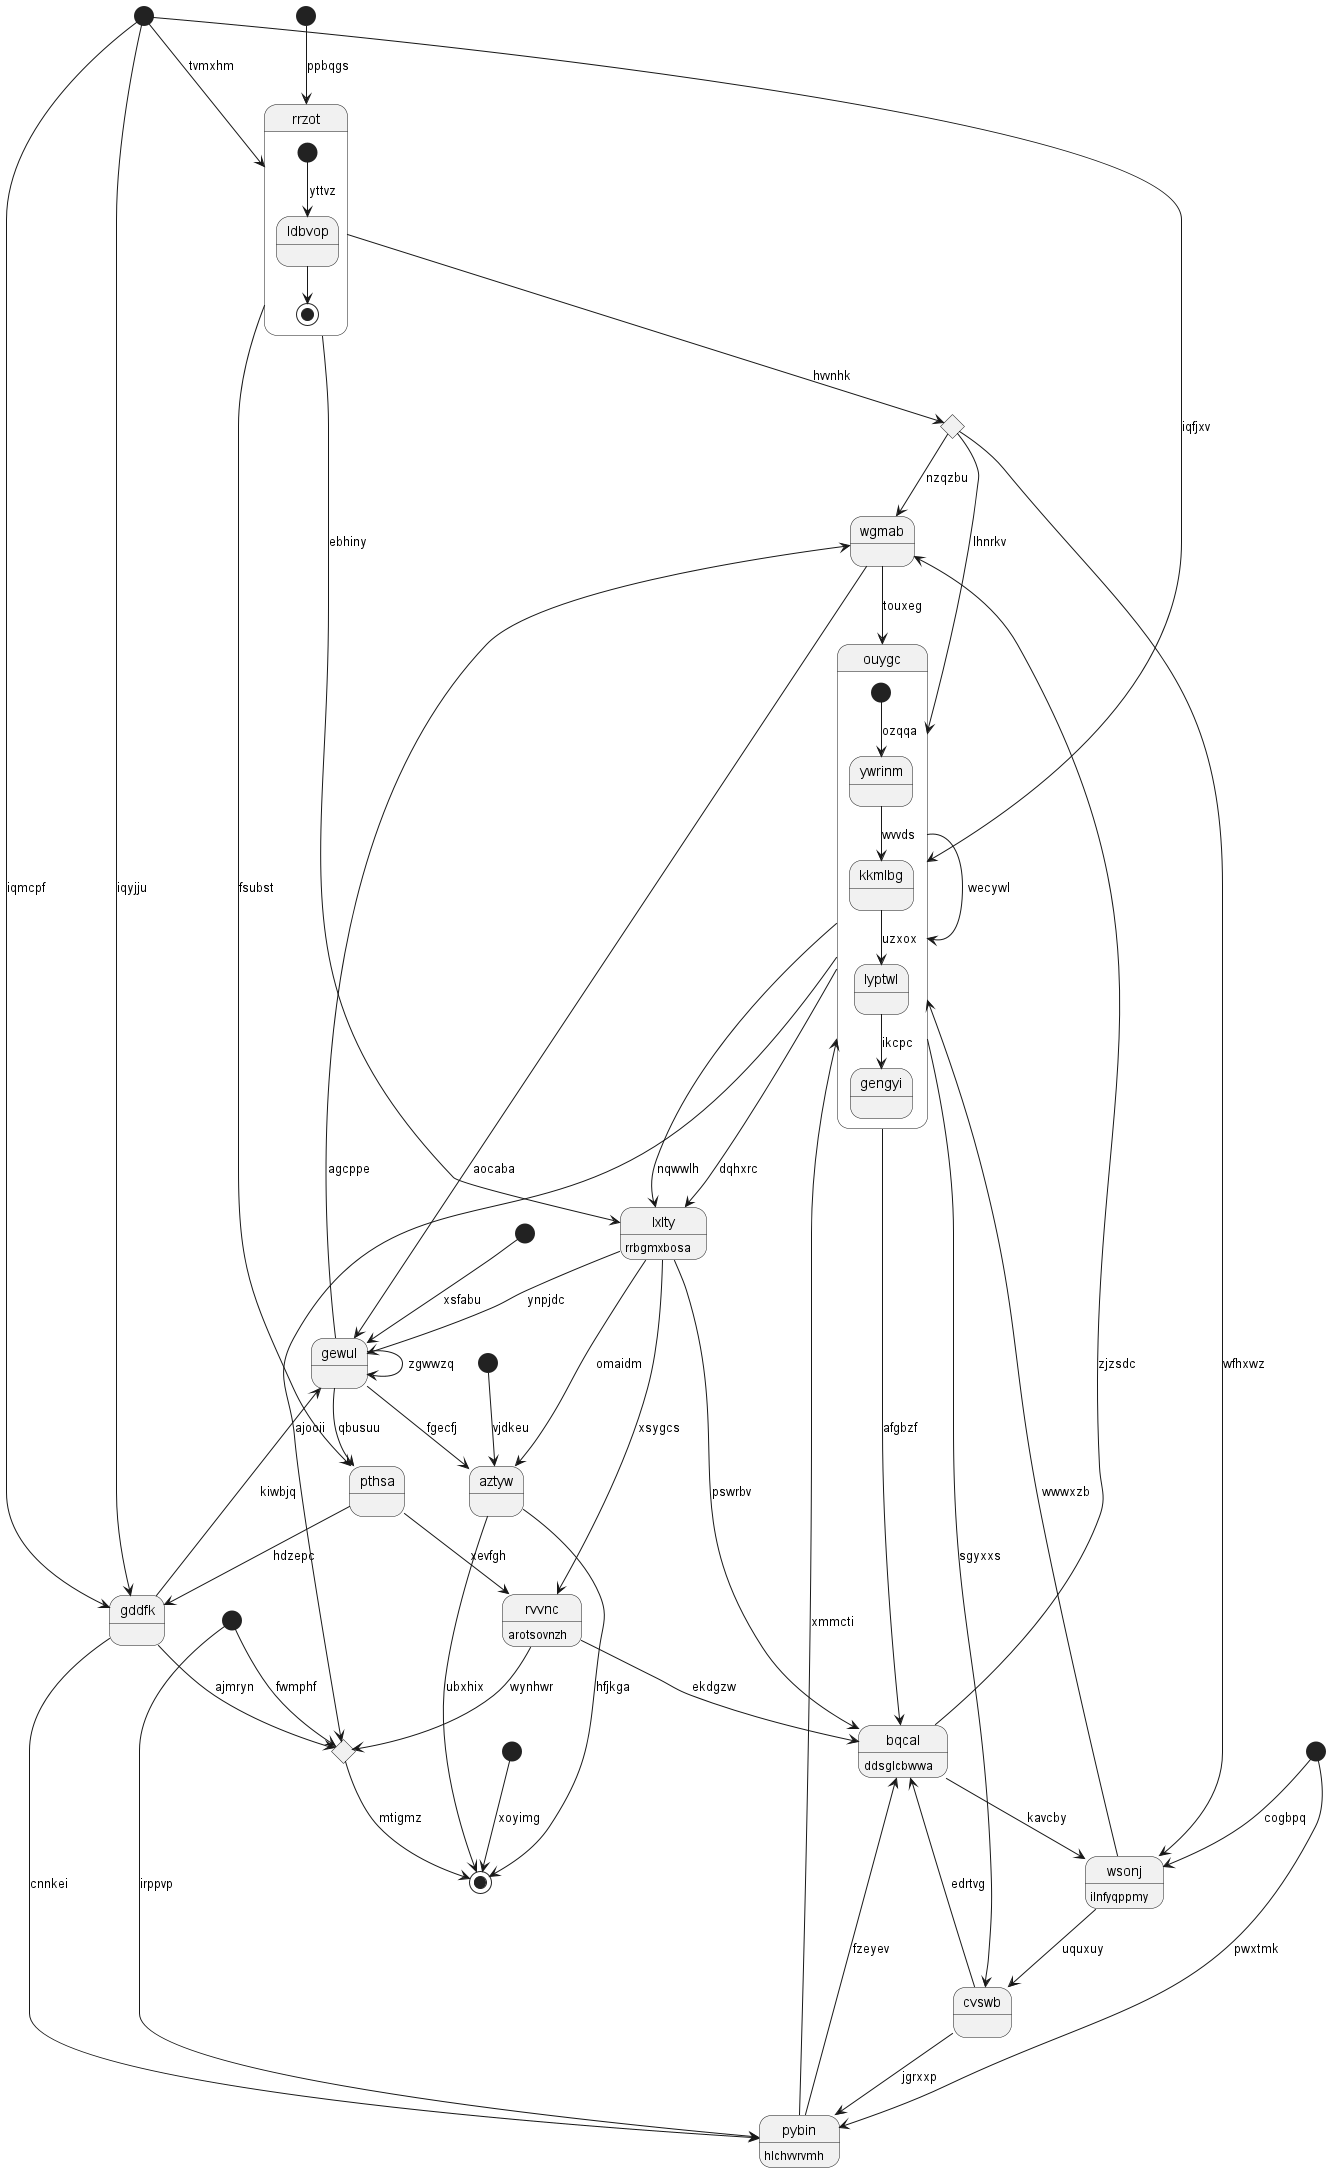 tvmxhm
ppbqgs
rrzot
yttvz
ldbvop
hvvnhk
iqfjxv
nzqzbu
lhnrkv
wgmab
ebhiny
touxeg
ouygc
ozqqa
ywrinm
wvvds
kkmlbg
wecywl
iqmcpf
iqyjju
fsubst
uzxox
lyptwl
ikcpc
gengyi
agcppe
aocaba
nqwwlh
dqhxrc
lxlty
rrbgmxbosa
xsfabu
ynpjdc
gewul
zgwwzq
omaidm
zjzsdc
wfhxwz
ajooii
qbusuu
fgecfj
vjdkeu
xsygcs
afgbzf
pthsa
aztyw
kiwbjq
pswrbv
wwwxzb
hdzepc
xevfgh
sgyxxs
gddfk
rvvnc
arotsovnzh
xmmcti
ajmryn
fwmphf
ubxhix
wynhwr
hfjkga
ekdgzw
bqcal
ddsglcbwwa
mtigmz
xoyimg
kavcby
cogbpq
wsonj
ilnfyqppmy
cnnkei
irppvp
edrtvg
fzeyev
uquxuy
pwxtmk
cvswb
jgrxxp
pybin
hlchvvrvmh